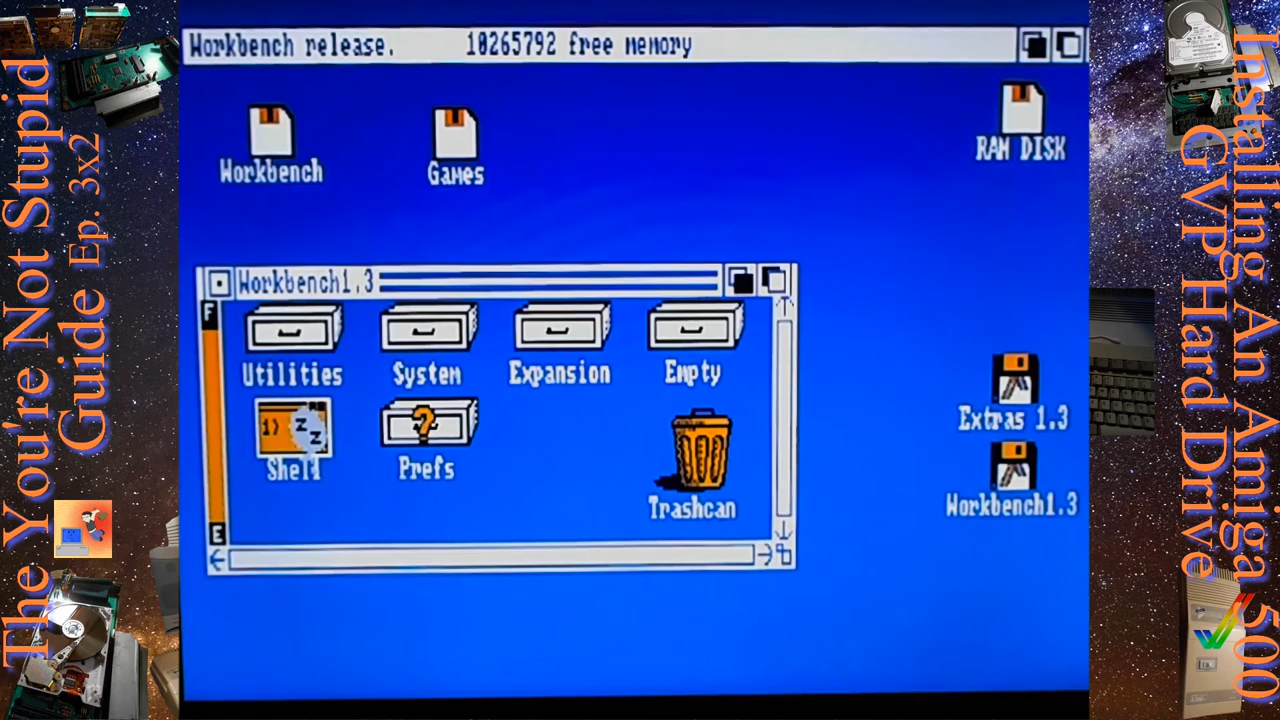 The You're Not Stupid
Guide Ep. 3x2
Workbench release. 10265792 free memory
Workbench
Games
RAM DISK
Workbench1.3
F
Utilities
System
Expansion
Empty
1)
Z
Z
Shell
Prefs
?
Trashcan
E
Extras 1.3
Workbench1.3
Installing An Amiga 500
GVP Hard Drive